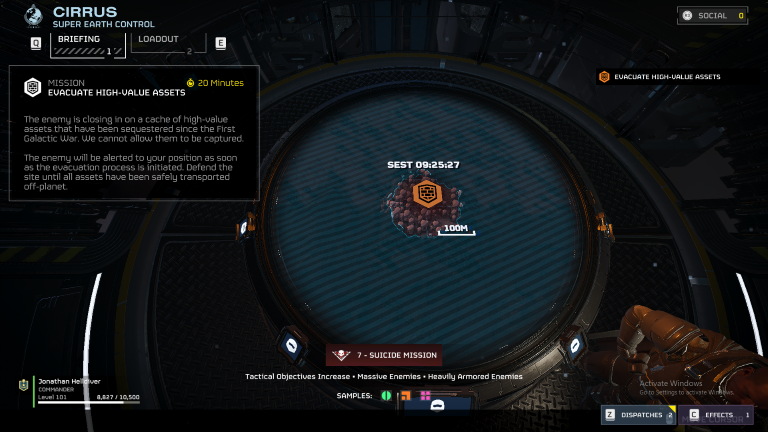 CIRRUS
SUPER EARTH CONTROL
SOCIAL 0
Q BRIEFING 1 LOADOUT 2 E
MISSION 20 Minutes
EVACUATE HIGH-VALUE ASSETS
EVACUATE HIGH-VALUE ASSETS
The enemy is closing in on a cache of high-value
assets that have been sequestered since the First
Galactic War. We cannot allow them to be captured.
The enemy will be alerted to your position as soon
as the evacuation process is initiated. Defend the
site until all assets have been safely transported
off-planet.
SEST 09:25:27
100M
7 - SUICIDE MISSION
Tactical Objectives Increase • Massive Enemies • Heavily Armored Enemies
SAMPLES:
Jonathan Helldiver
COMMANDER
Level 101 8,827 / 10,500
Activate Windows
Go to Settings to activate Windows.
Z DISPATCHES 2 C EFFECTS 1
MOVE CURSOR